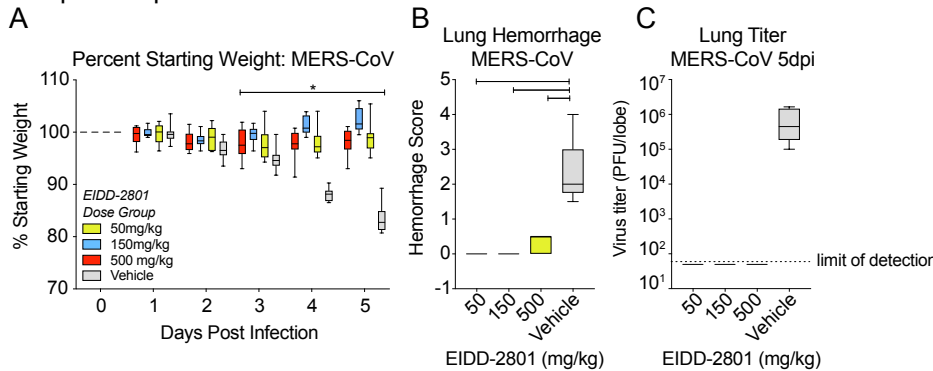 A
Percent Starting Weight: MERS-CoV
*
110
100
90
80
70
% Starting Weight
EIDD-2801
Dose Group
50mg/kg
150mg/kg
500 mg/kg
Vehicle
0 1 2 3 4 5
Days Post Infection
B
Lung Hemorrhage
MERS-CoV
5
4
3
2
1
0
-1
Hemorrhage Score
50 150 500 Vehicle
EIDD-2801 (mg/kg)
C
Lung Titer
MERS-CoV 5dpi
10⁷
10⁶
10⁵
10⁴
10³
10²
10¹
Virus titer (PFU/lobe)
limit of detection
50 150 500 Vehicle
EIDD-2801 (mg/kg)